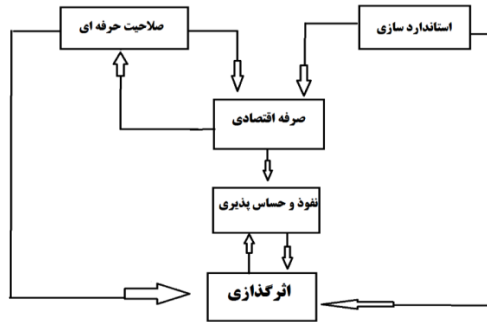 استاندارد سازی
صلاحیت حرفه ای
صرفه اقتصادی
نفوذ و حساس پذیری
اثرگذازی